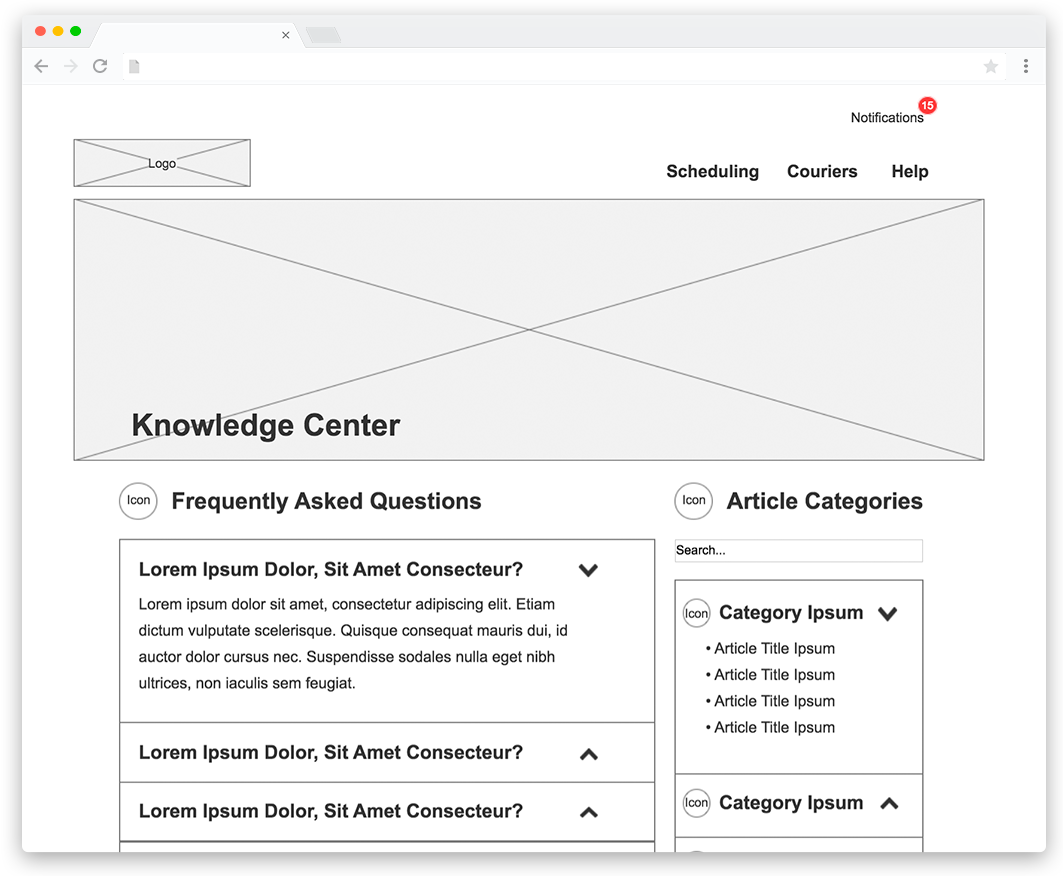 Notifications 15
Logo
Scheduling Couriers Help
Knowledge Center
Icon Frequently Asked Questions
Lorem Ipsum Dolor, Sit Amet Consecteur?
Lorem ipsum dolor sit amet, consectetur adipiscing elit. Etiam
dictum vulputate scelerisque. Quisque consequat mauris dui, id
auctor dolor cursus nec. Suspendisse sodales nulla eget nibh
ultrices, non iaculis sem feugiat.
Lorem Ipsum Dolor, Sit Amet Consecteur?
Lorem Ipsum Dolor, Sit Amet Consecteur?
Icon Article Categories
Search...
Icon Category Ipsum
• Article Title Ipsum
• Article Title Ipsum
• Article Title Ipsum
• Article Title Ipsum
Icon Category Ipsum